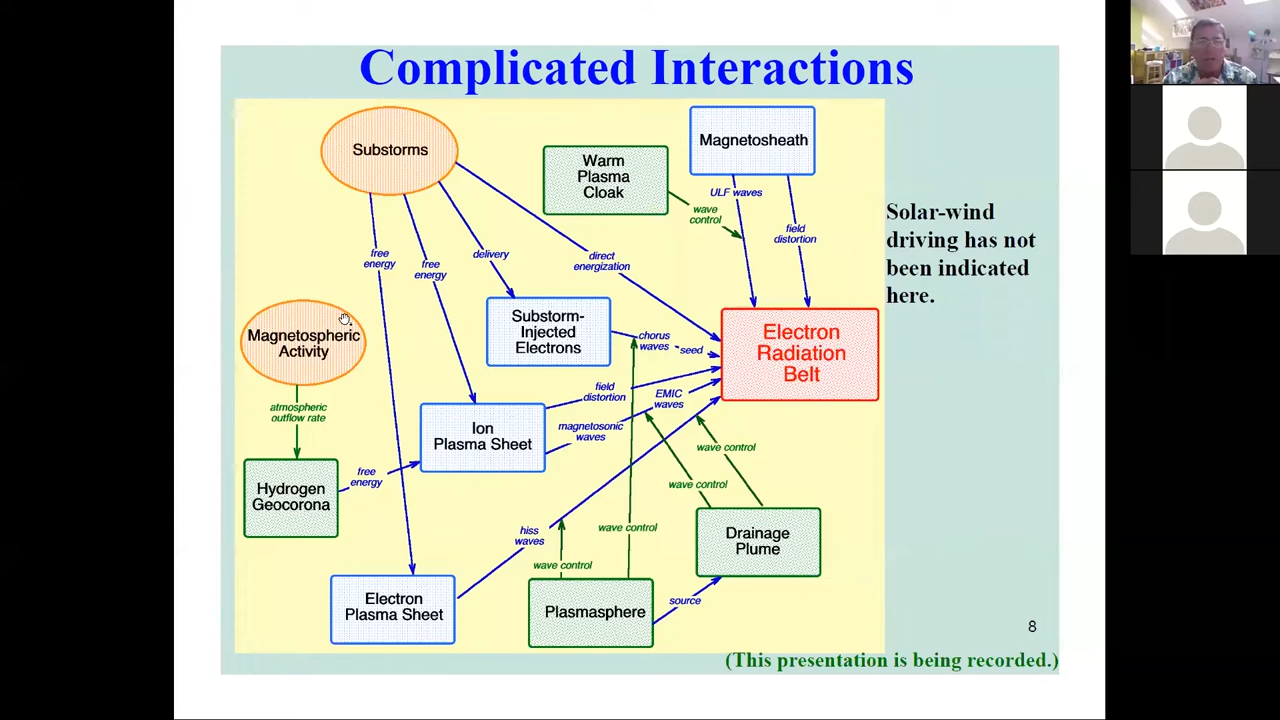 Complicated Interactions
Substorms
Warm
Plasma
Cloak
Magnetosheath
ULF waves
wave
control
field
distortion
Solar-wind
driving has not
been indicated
here.
free
energy
free
energy
delivery
direct
energization
Magnetospheric
Activity
Substorm-
Injected
Electrons
chorus
waves
seed
Electron
Radiation
Belt
atmospheric
outflow rate
field
distortion
EMIC
waves
Ion
Plasma Sheet
magnetosonic
waves
wave control
free
energy
Hydrogen
Geocorona
wave control
hiss
waves
wave control
Drainage
Plume
wave control
Electron
Plasma Sheet
Plasmasphere
source
8
(This presentation is being recorded.)